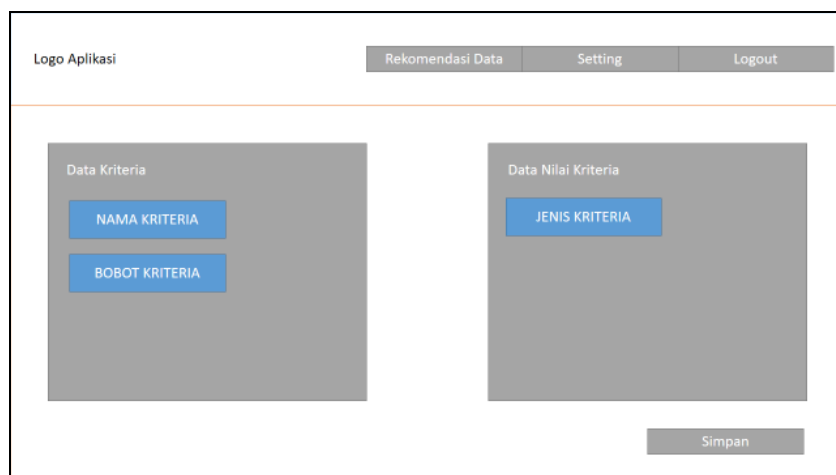 Logo Aplikasi
Rekomendasi Data
Setting
Logout
Data Kriteria
NAMA KRITERIA
BOBOT KRITERIA
Data Nilai Kriteria
JENIS KRITERIA
Simpan